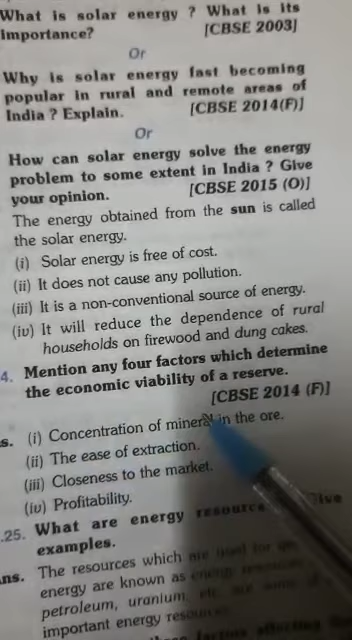 What is solar energy ? What is its
Importance? [CBSE 2003]
Or
Why is solar energy fast becoming
popular in rural and remote areas of
India ? Explain. [CBSE 2014(F)]
Or
How can solar energy solve the energy
problem to some extent in India ? Give
your opinion. [CBSE 2015 (O)]
The energy obtained from the sun is called
the solar energy.
(i) Solar energy is free of cost.
(ii) It does not cause any pollution.
(iii) It is a non-conventional source of energy.
(iv) It will reduce the dependence of rural
households on firewood and dung cakes.
4. Mention any four factors which determine
the economic viability of a reserve.
[CBSE 2014 (F)]
s. (i) Concentration of mineral in the ore.
(ii) The ease of extraction.
(iii) Closeness to the market.
(iv) Profitability.
.25. What are energy
examples.
ns. The resources which are used for
energy are known as energy
petroleum, uranium,
important energy